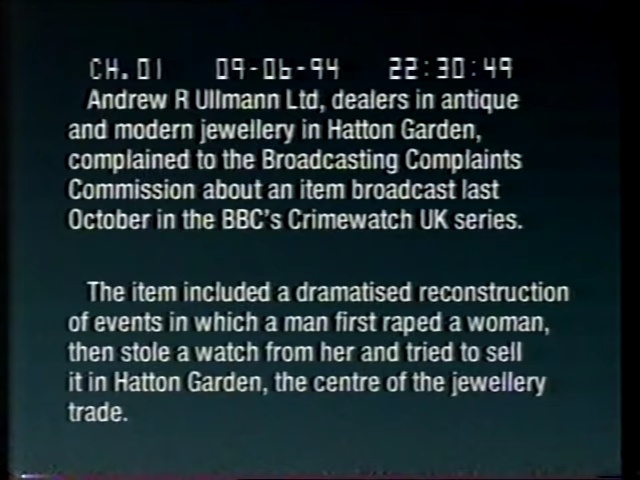 CH.01 09-06-94 22:30:49
Andrew R Ullmann Ltd, dealers in antique
and modern jewellery in Hatton Garden,
complained to the Broadcasting Complaints
Commission about an item broadcast last
October in the BBC's Crimewatch UK series.
The item included a dramatised reconstruction
of events in which a man first raped a woman,
then stole a watch from her and tried to sell
it in Hatton Garden, the centre of the jewellery
trade.